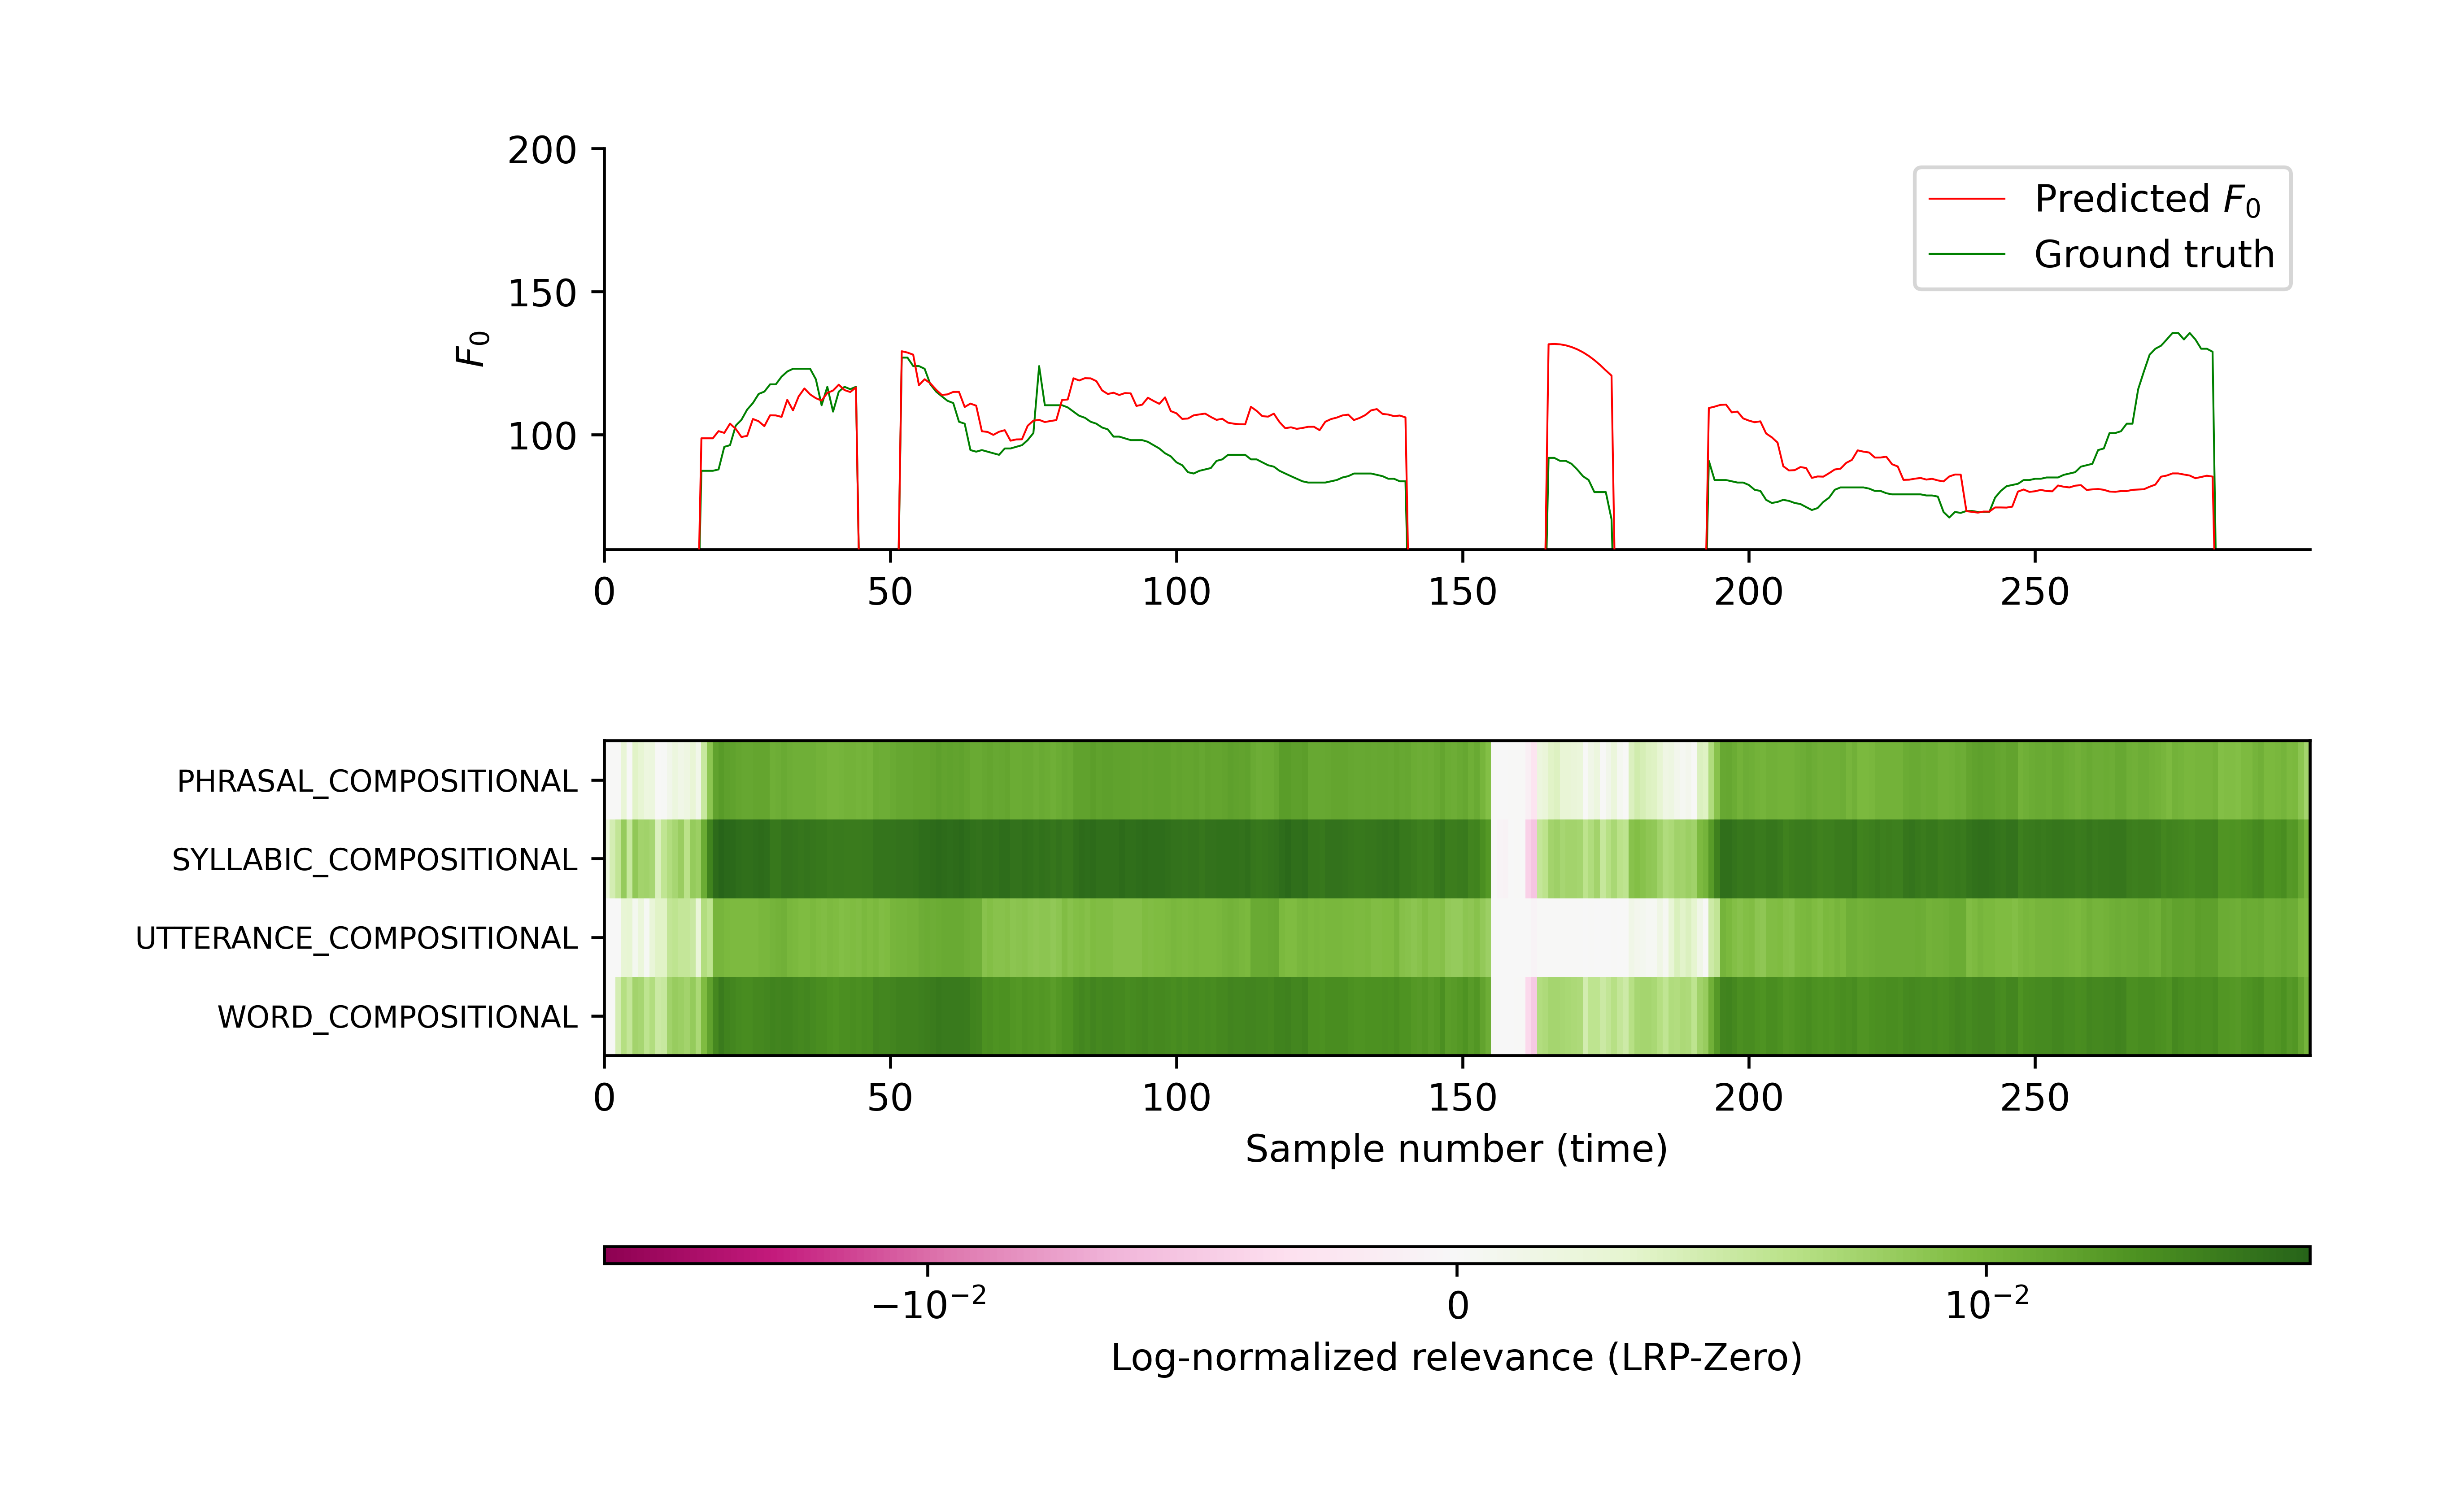 200
150
100
F₀
Predicted F₀
Ground truth
0 50 100 150 200 250
PHRASAL_COMPOSITIONAL
SYLLABIC_COMPOSITIONAL
UTTERANCE_COMPOSITIONAL
WORD_COMPOSITIONAL
0 50 100 150 200 250
Sample number (time)
−10⁻² 0 10⁻²
Log-normalized relevance (LRP-Zero)